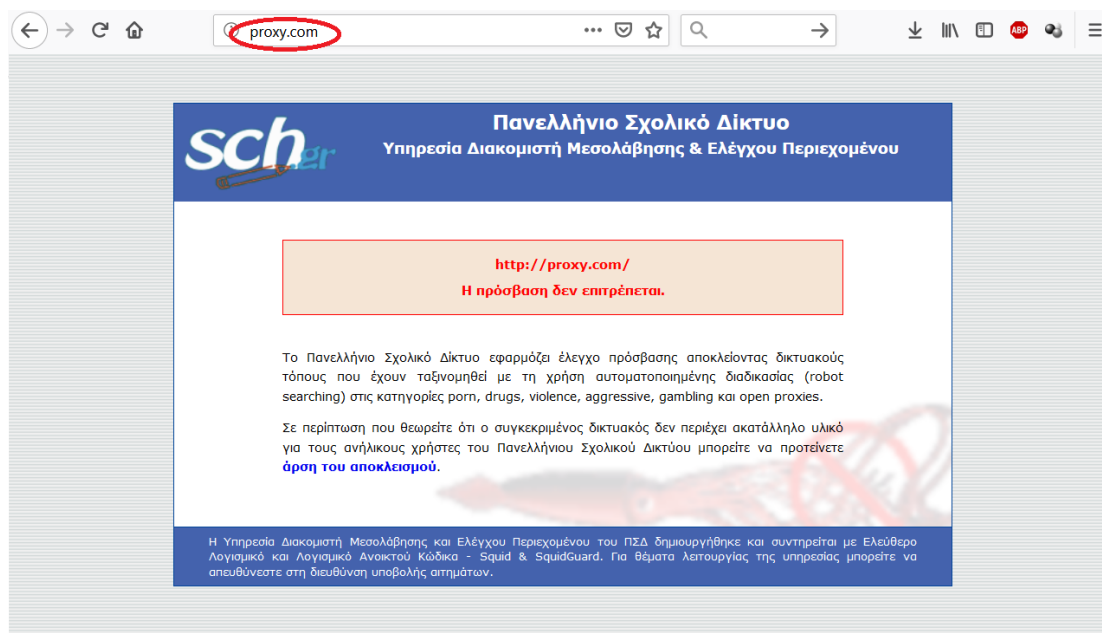 proxy.com
ABP
sch.gr
Πανελλήνιο Σχολικό Δίκτυο
Υπηρεσία Διακομιστή Μεσολάβησης & Ελέγχου Περιεχομένου
http://proxy.com/
Η πρόσβαση δεν επιτρέπεται.
Το Πανελλήνιο Σχολικό Δίκτυο εφαρμόζει έλεγχο πρόσβασης αποκλείοντας δικτυακούς
τόπους που έχουν ταξινομηθεί με τη χρήση αυτοματοποιημένης διαδικασίας (robot
searching) στις κατηγορίες porn, drugs, violence, aggressive, gambling και open proxies.
Σε περίπτωση που θεωρείτε ότι ο συγκεκριμένος δικτυακός δεν περιέχει ακατάλληλο υλικό
για τους ανήλικους χρήστες του Πανελλήνιου Σχολικού Δικτύου μπορείτε να προτείνετε
άρση του αποκλεισμού.
Η Υπηρεσία Διακομιστή Μεσολάβησης και Ελέγχου Περιεχομένου του ΠΣΔ δημιουργήθηκε και συντηρείται με Ελεύθερο
Λογισμικό και Λογισμικό Ανοικτού Κώδικα - Squid & SquidGuard. Για θέματα λειτουργίας της υπηρεσίας μπορείτε να
απευθύνεστε στη διευθύνση υποβολής αιτημάτων.